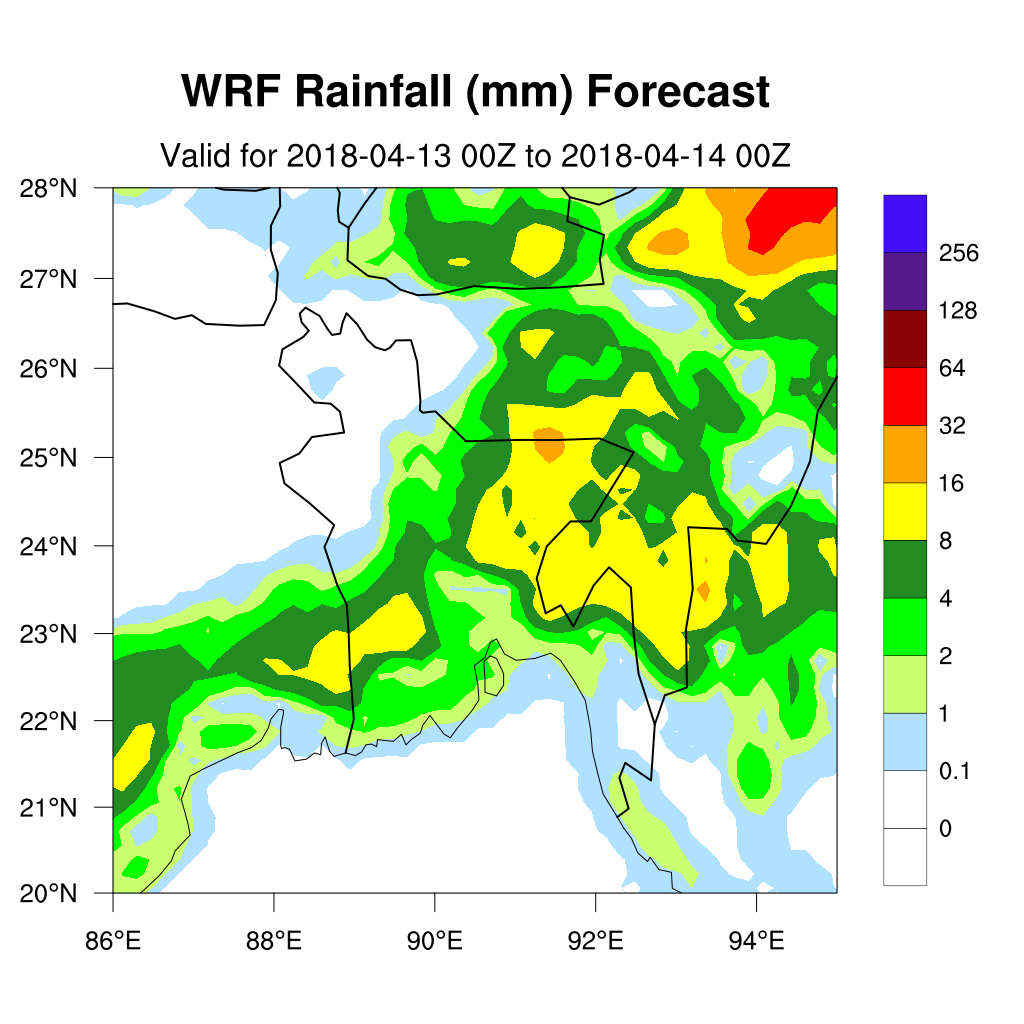 WRF Rainfall (mm) Forecast
Valid for 2018-04-13 00Z to 2018-04-14 00Z
28°N
27°N
26°N
25°N
24°N
23°N
22°N
21°N
20°N
86°E 88°E 90°E 92°E 94°E
256
128
64
32
16
8
4
2
1
0.1
0